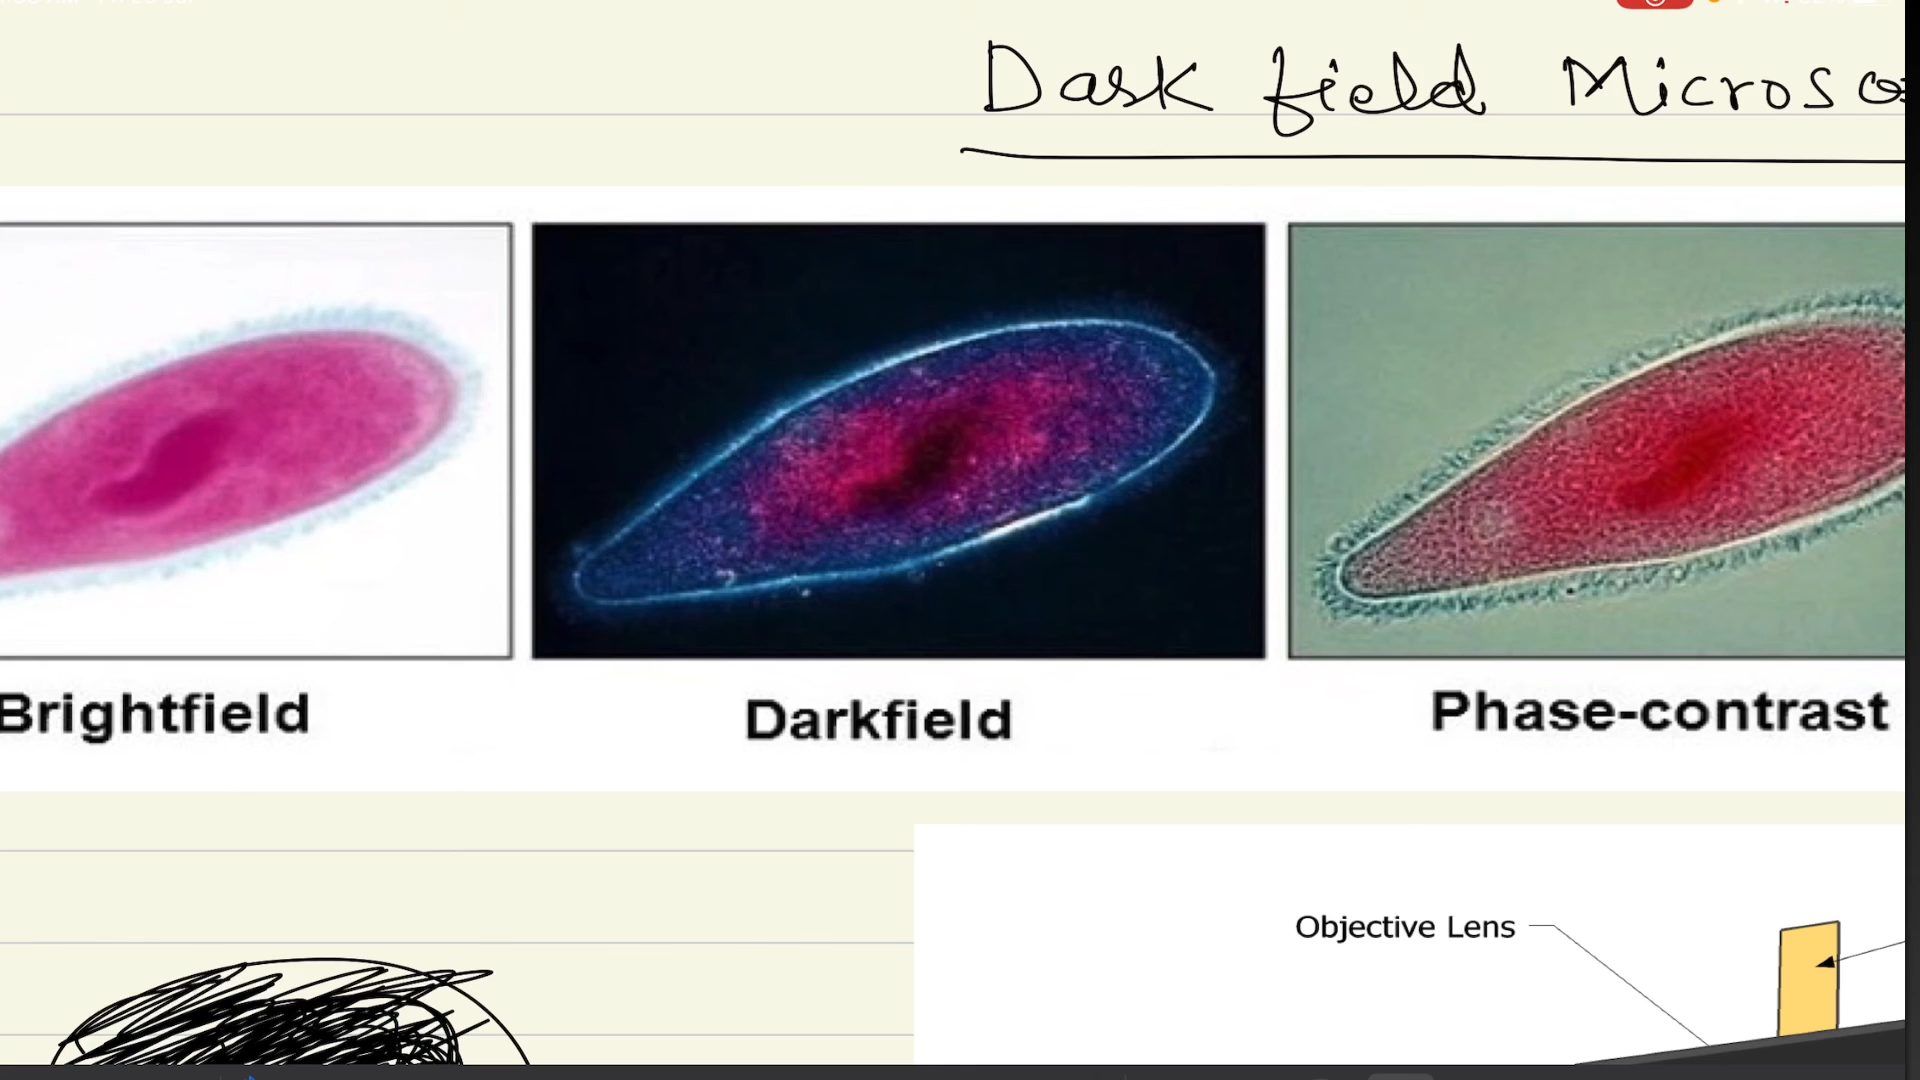 Dark field Micros
Brightfield
Darkfield
Phase-contrast
Objective Lens